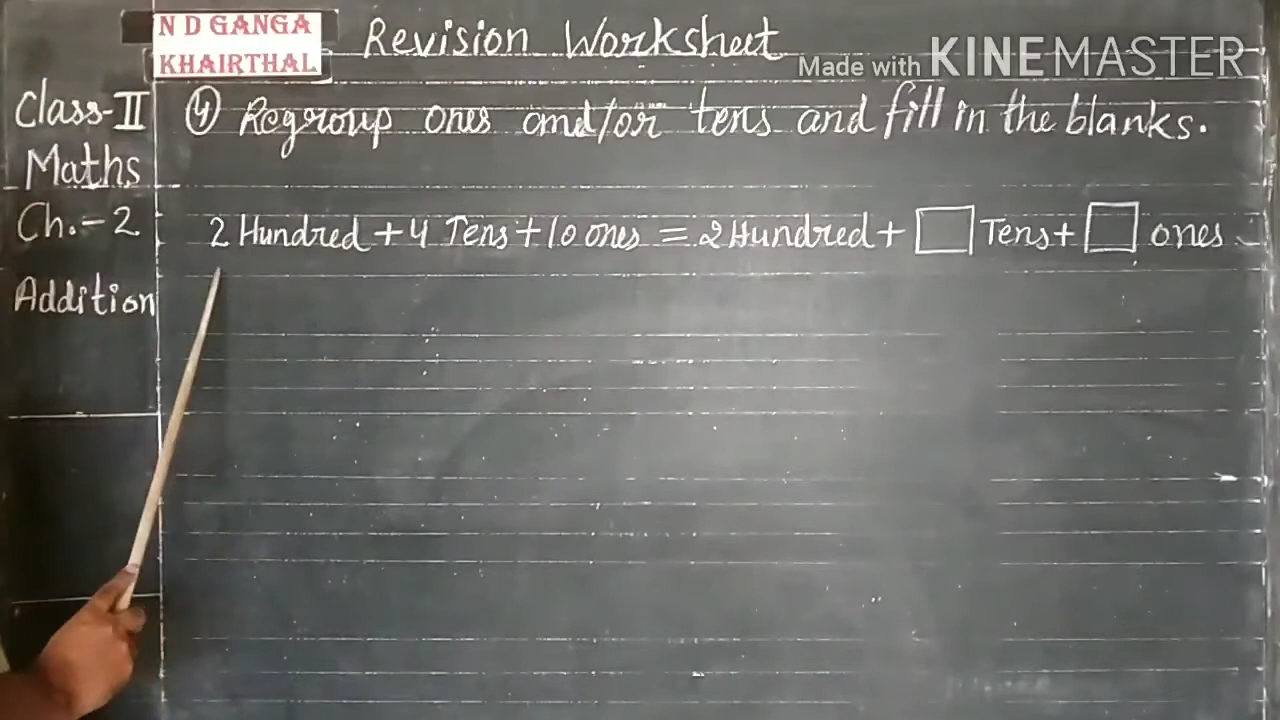 N D GANGA
KHAIRTHAL
Revision Worksheet
Made with KINEMASTER
Class-II
Maths
Ch.-2
Addition
④ Regroup ones and/or tens and fill in the blanks.
2 Hundred + 4 Tens + 10 ones = 2 Hundred + □ Tens + □ ones